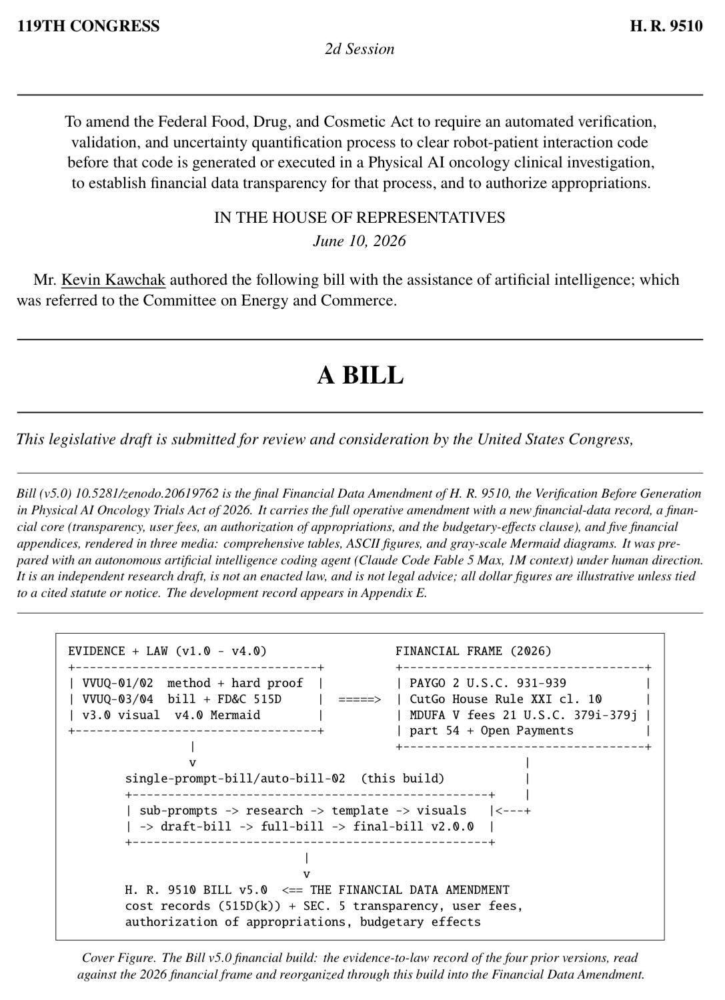 119TH CONGRESS H. R. 9510
2d Session
To amend the Federal Food, Drug, and Cosmetic Act to require an automated verification,
validation, and uncertainty quantification process to clear robot-patient interaction code
before that code is generated or executed in a Physical AI oncology clinical investigation,
to establish financial data transparency for that process, and to authorize appropriations.
IN THE HOUSE OF REPRESENTATIVES
June 10, 2026
Mr. Kevin Kawchak authored the following bill with the assistance of artificial intelligence; which
was referred to the Committee on Energy and Commerce.
A BILL
This legislative draft is submitted for review and consideration by the United States Congress,
Bill (v5.0) 10.5281/zenodo.20619762 is the final Financial Data Amendment of H. R. 9510, the Verification Before Generation
in Physical AI Oncology Trials Act of 2026. It carries the full operative amendment with a new financial-data record, a finan-
cial core (transparency, user fees, an authorization of appropriations, and the budgetary-effects clause), and five financial
appendices, rendered in three media: comprehensive tables, ASCII figures, and gray-scale Mermaid diagrams. It was pre-
pared with an autonomous artificial intelligence coding agent (Claude Code Fable 5 Max, 1M context) under human direction.
It is an independent research draft, is not an enacted law, and is not legal advice; all dollar figures are illustrative unless tied
to a cited statute or notice. The development record appears in Appendix E.
EVIDENCE + LAW (v1.0 - v4.0) FINANCIAL FRAME (2026)
+----------------------------------+ +----------------------------------+
| VVUQ-01/02 method + hard proof | | PAYGO 2 U.S.C. 931-939 |
| VVUQ-03/04 bill + FD&C 515D | =====> | CutGo House Rule XXI cl. 10 |
| v3.0 visual v4.0 Mermaid | | MDUFA V fees 21 U.S.C. 379i-379j |
+----------------------------------+ | part 54 + Open Payments |
| +----------------------------------+
v |
single-prompt-bill/auto-bill-02 (this build) |
+--------------------------------------------------+ |
| sub-prompts -> research -> template -> visuals |<---+
| -> draft-bill -> full-bill -> final-bill v2.0.0 |
+--------------------------------------------------+
|
v
H. R. 9510 BILL v5.0 <== THE FINANCIAL DATA AMENDMENT
cost records (515D(k)) + SEC. 5 transparency, user fees,
authorization of appropriations, budgetary effects
Cover Figure. The Bill v5.0 financial build: the evidence-to-law record of the four prior versions, read
against the 2026 financial frame and reorganized through this build into the Financial Data Amendment.